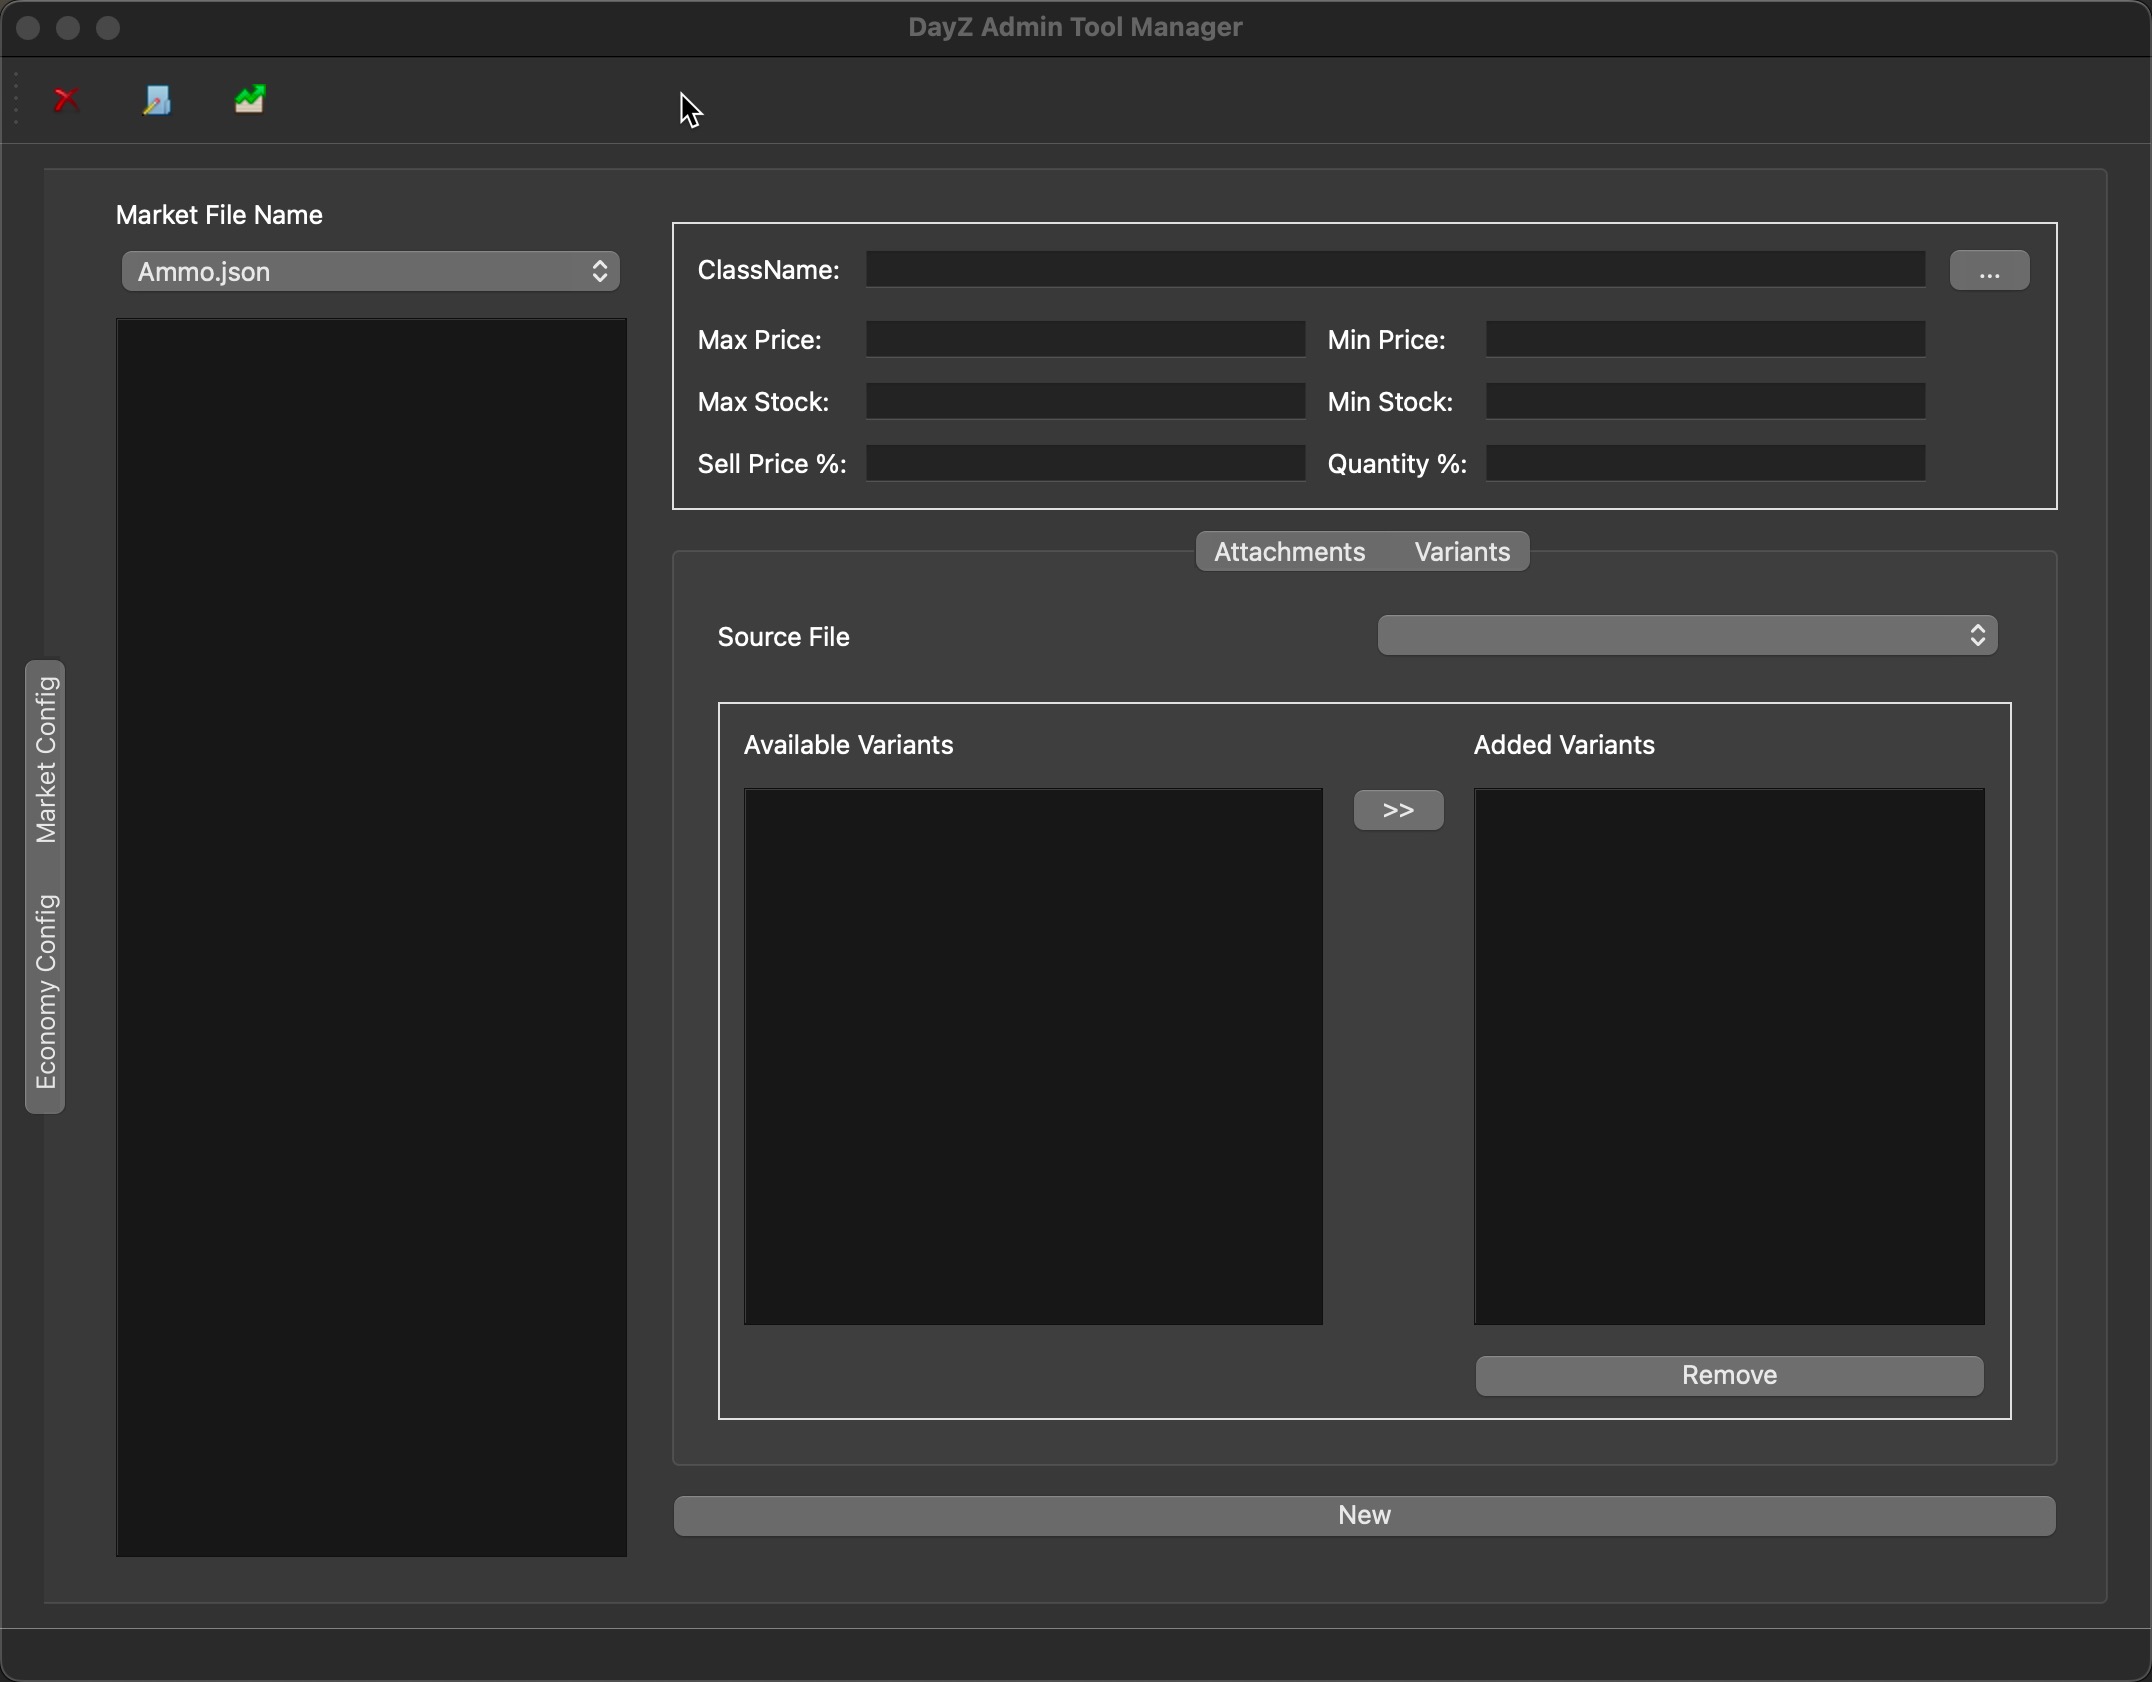 DayZ Admin Tool Manager
Market File Name
Ammo.json
ClassName:
...
Max Price:
Min Price:
Max Stock:
Min Stock:
Sell Price %:
Quantity %:
Attachments
Variants
Source File
Market Config
Economy Config
Available Variants
Added Variants
>>
Remove
New